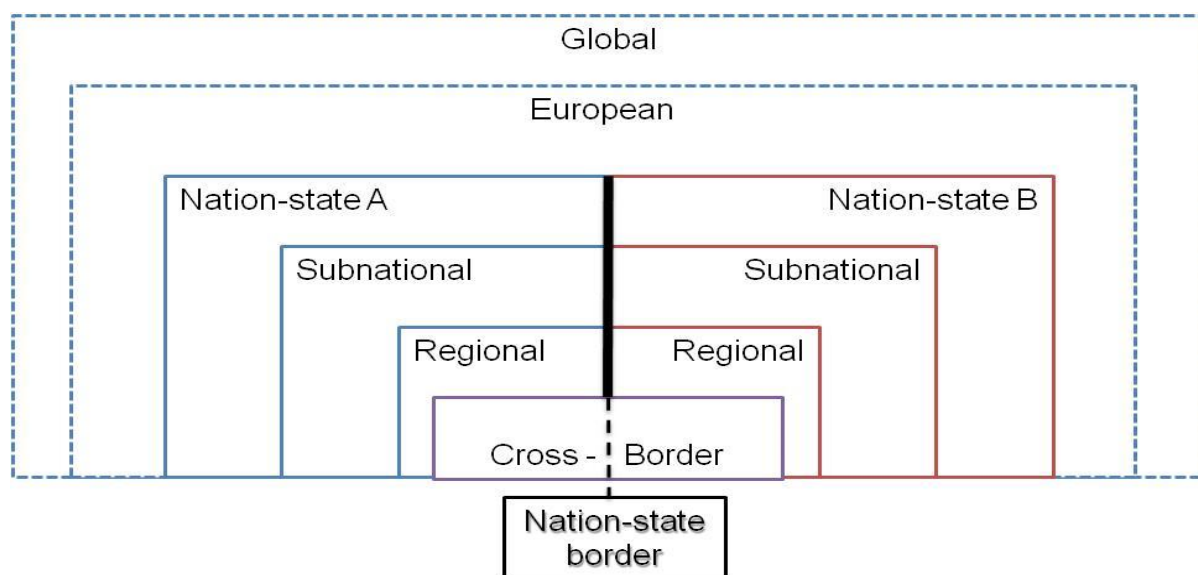 Global
European
Nation-state A
Nation-state B
Subnational
Subnational
Regional
Regional
Cross - Border
Nation-state
border